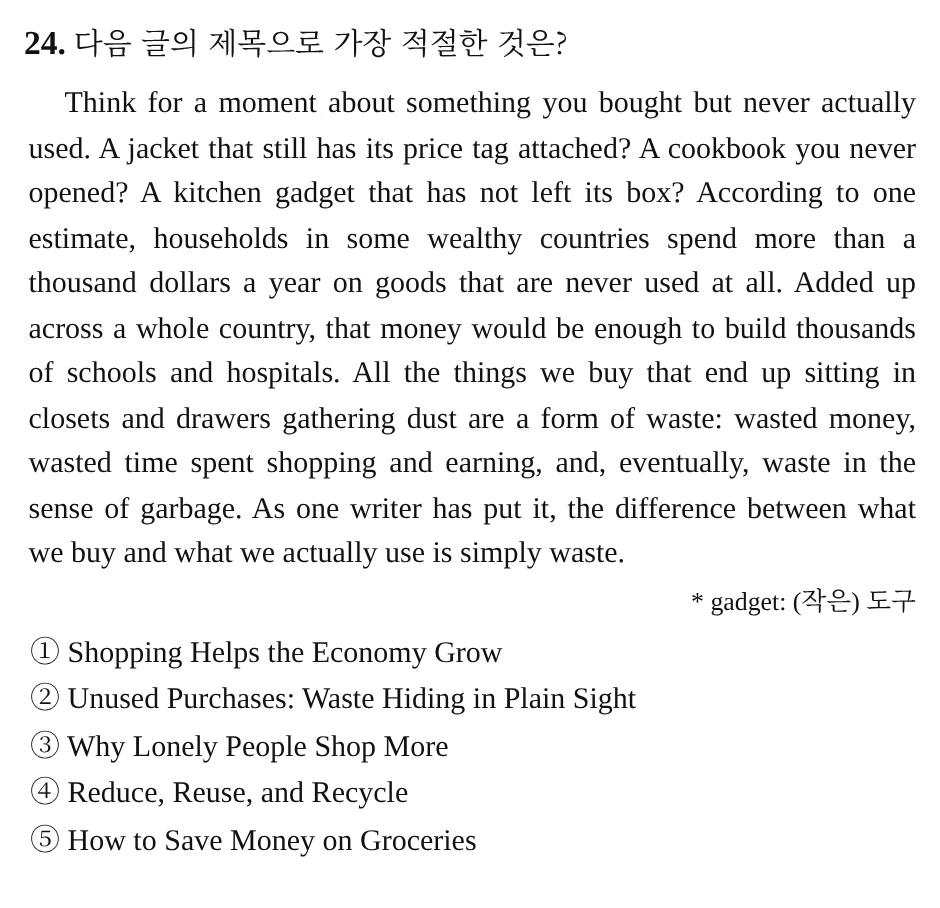 24. 다음 글의 제목으로 가장 적절한 것은?
Think for a moment about something you bought but never actually
used. A jacket that still has its price tag attached? A cookbook you never
opened? A kitchen gadget that has not left its box? According to one
estimate, households in some wealthy countries spend more than a
thousand dollars a year on goods that are never used at all. Added up
across a whole country, that money would be enough to build thousands
of schools and hospitals. All the things we buy that end up sitting in
closets and drawers gathering dust are a form of waste: wasted money,
wasted time spent shopping and earning, and, eventually, waste in the
sense of garbage. As one writer has put it, the difference between what
we buy and what we actually use is simply waste.
* gadget: (작은) 도구
① Shopping Helps the Economy Grow
② Unused Purchases: Waste Hiding in Plain Sight
③ Why Lonely People Shop More
④ Reduce, Reuse, and Recycle
⑤ How to Save Money on Groceries